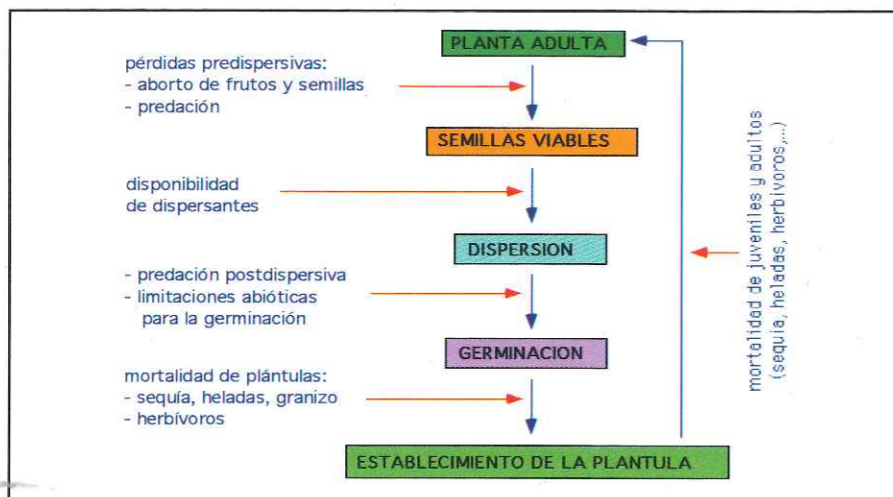 PLANTA ADULTA
pérdidas predispersivas:
- aborto de frutos y semillas
- predación
SEMILLAS VIABLES
disponibilidad
de dispersantes
DISPERSION
- predación postdispersiva
- limitaciones abióticas
para la germinación
GERMINACION
mortalidad de plántulas:
- sequía, heladas, granizo
- herbívoros
ESTABLECIMIENTO DE LA PLANTULA
mortalidad de juveniles y adultos
(sequía, heladas, herbívoros,...)